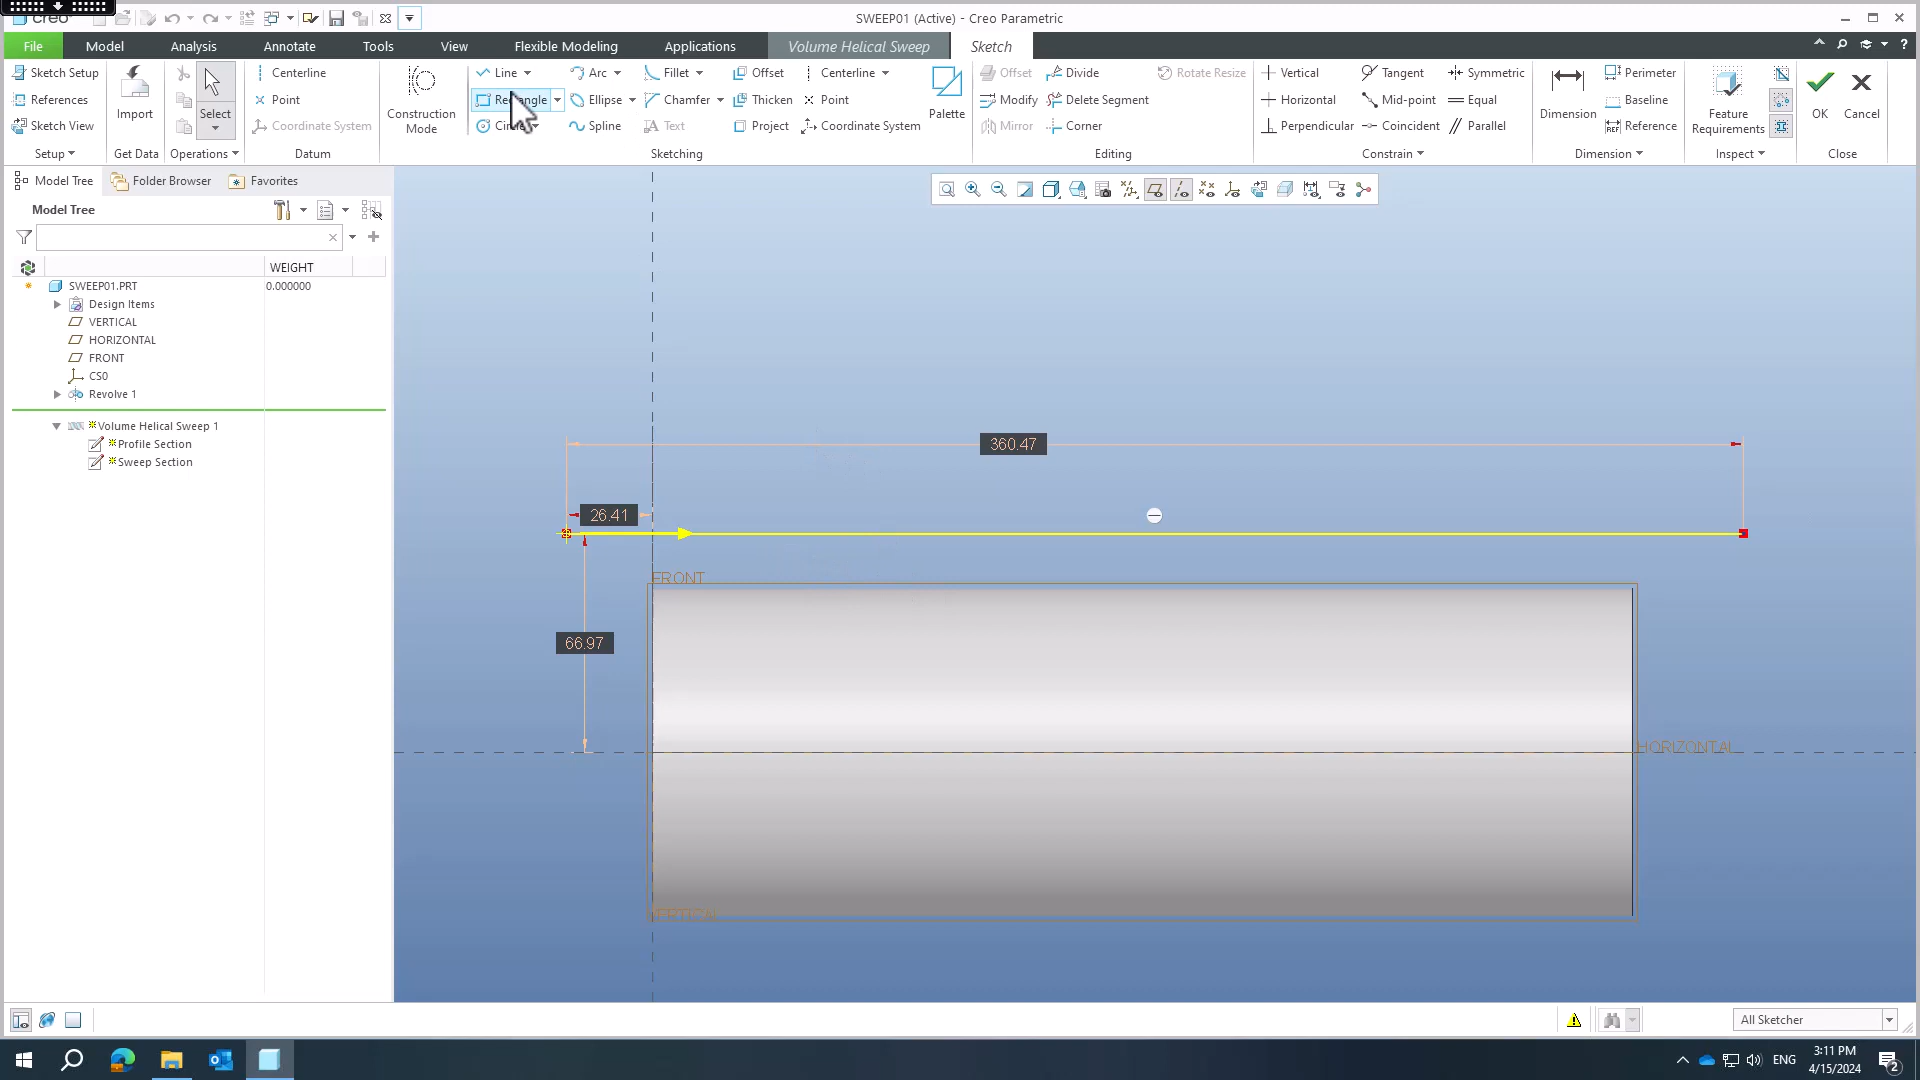 creo
SWEEP01 (Active) - Creo Parametric
File
Model
Analysis
Annotate
Tools
View
Flexible Modeling
Applications
Volume Helical Sweep
Sketch
Sketch Setup
References
Sketch View
Setup
Import
Get Data
Select
Operations
Centerline
Point
Coordinate System
Datum
Construction
Mode
Line
Rectangle
Circle
Arc
Ellipse
Spline
Fillet
Chamfer
Text
Offset
Thicken
Project
Centerline
Point
Coordinate System
Palette
Sketching
Offset
Modify
Mirror
Divide
Delete Segment
Corner
Rotate Resize
Editing
Vertical
Horizontal
Perpendicular
Tangent
Mid-point
Coincident
Symmetric
Equal
Parallel
Constrain
Dimension
Perimeter
Baseline
Reference
Dimension
Feature
Requirements
Inspect
OK
Cancel
Close
Model Tree
Folder Browser
Favorites
Model Tree
WEIGHT
SWEEP01.PRT
0.000000
Design Items
VERTICAL
HORIZONTAL
FRONT
CS0
Revolve 1
Volume Helical Sweep 1
Profile Section
Sweep Section
360.47
26.41
FRONT
66.97
HORIZONTAL
VERTICAL
All Sketcher
ENG
3:11 PM
4/15/2024
2